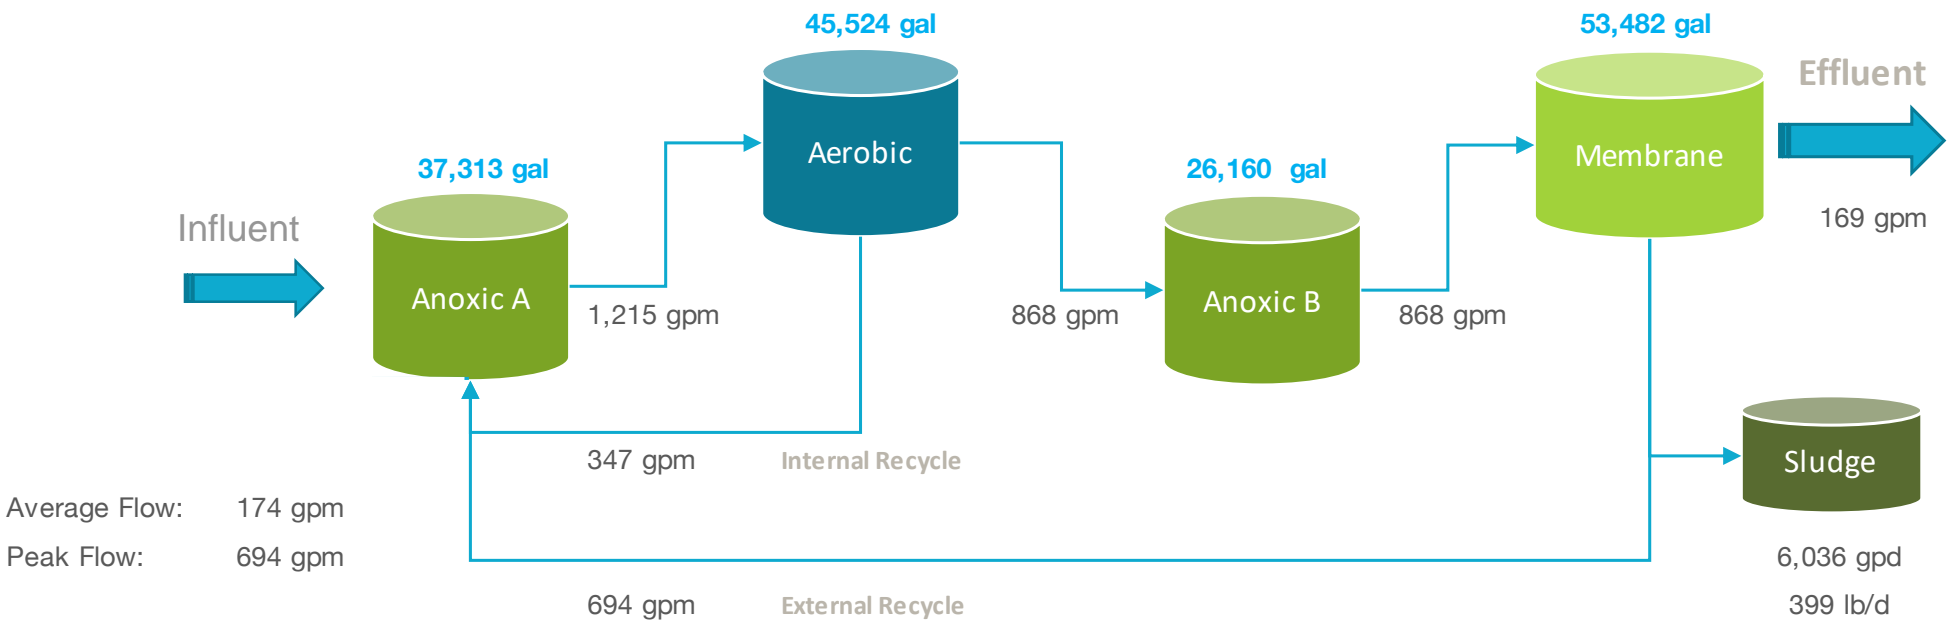 45,524 gal
53,482 gal
Effluent
Aerobic
Membrane
37,313 gal
26,160 gal
169 gpm
Influent
Anoxic A
Anoxic B
1,215 gpm
868 gpm
868 gpm
347 gpm
Internal Recycle
Sludge
Average Flow: 174 gpm
Peak Flow: 694 gpm
6,036 gpd
694 gpm
External Recycle
399 lb/d